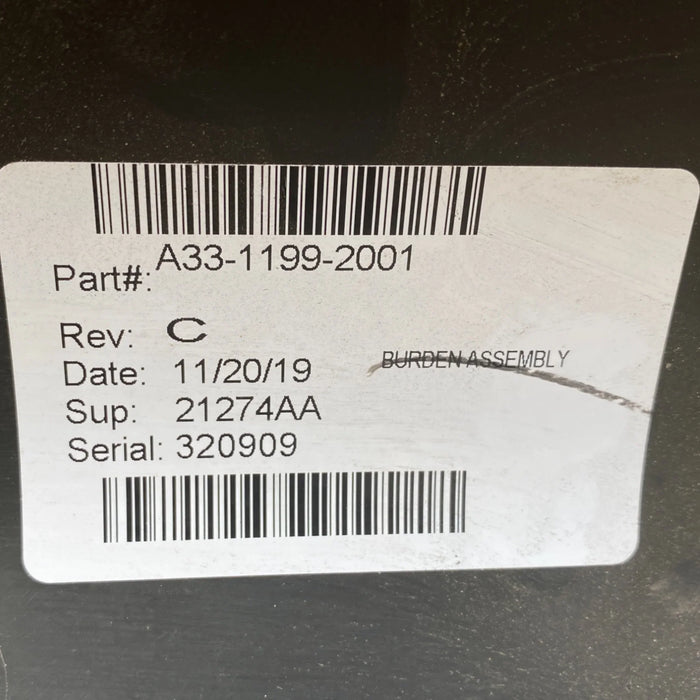 Part#: A33-1199-2001
Rev: C
Date: 11/20/19
BURDEN ASSEMBLY
Sup: 21274AA
Serial: 320909